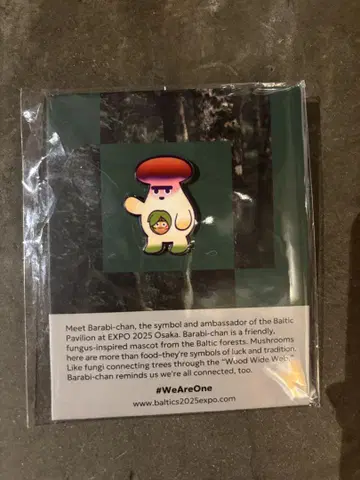 Meet Barabi-chan, the symbol and ambassador of the Baltic
Pavilion at EXPO 2025 Osaka. Barabi-chan is a friendly,
fungus-inspired mascot from the Baltic forests. Mushrooms
here are more than food–they're symbols of luck and tradition.
Like fungi connecting trees through the "Wood Wide Web,"
Barabi-chan reminds us we're all connected, too.
#WeAreOne
www.baltics2025expo.com